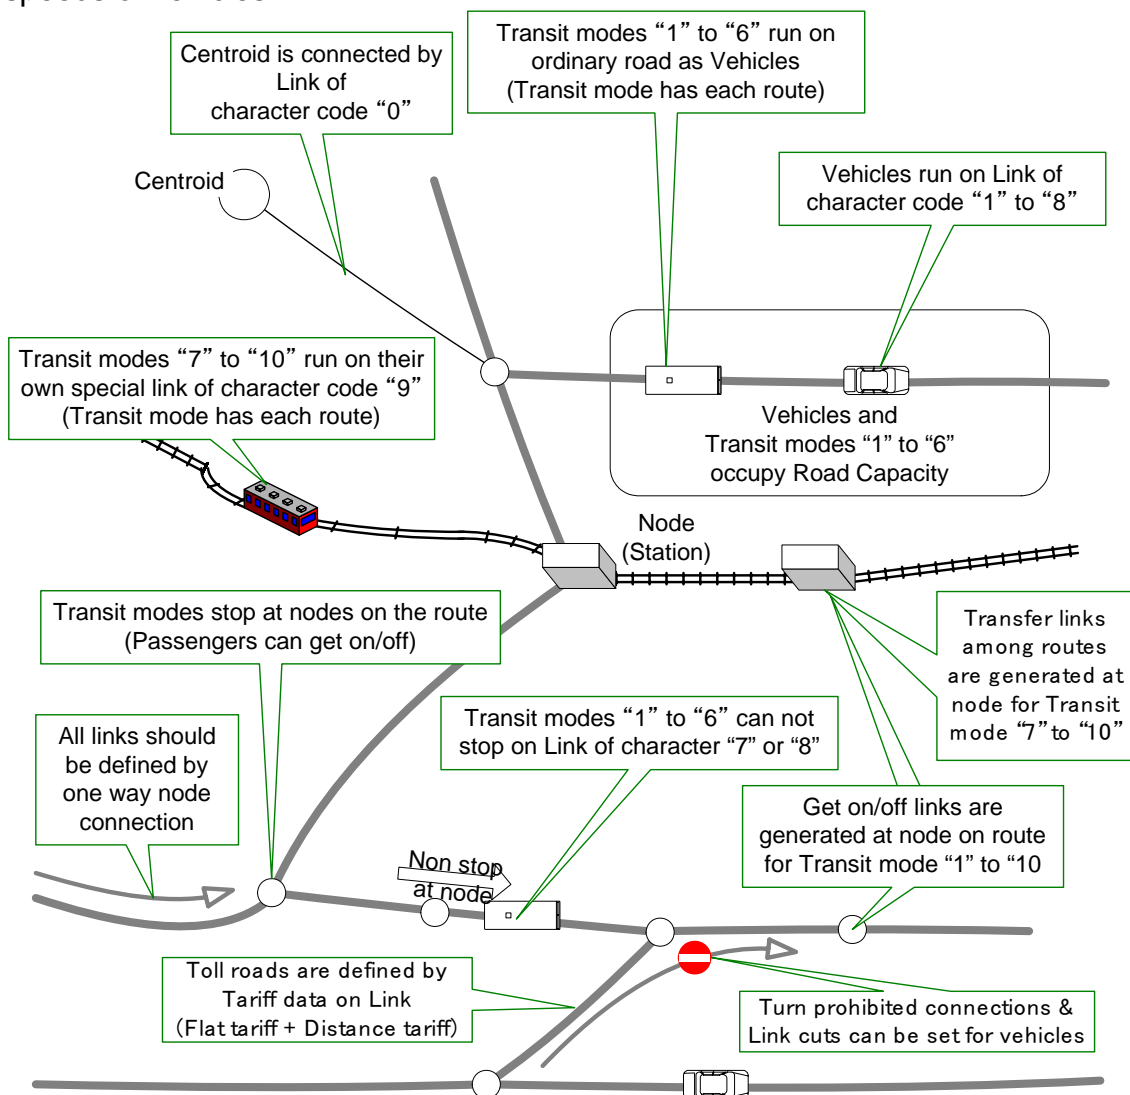 Transit modes “1” to “6” run on
ordinary road as Vehicles
(Transit mode has each route)
Centroid is connected by
Link of
character code “0”
Vehicles run on Link of
character code “1” to “8”
Centroid
Transit modes “7” to “10” run on their
own special link of character code “9”
(Transit mode has each route)
Vehicles and
Transit modes “1” to “6”
occupy Road Capacity
Node
(Station)
Transit modes stop at nodes on the route
(Passengers can get on/off)
Transfer links
among routes
are generated at
node for Transit
mode “7” to “10”
Transit modes “1” to “6” can not
stop on Link of character “7” or “8”
All links should
be defined by
one way node
connection
Get on/off links are
generated at node on route
for Transit mode “1” to “10
Non stop
at node
Toll roads are defined by
Tariff data on Link
(Flat tariff + Distance tariff)
Turn prohibited connections &
Link cuts can be set for vehicles